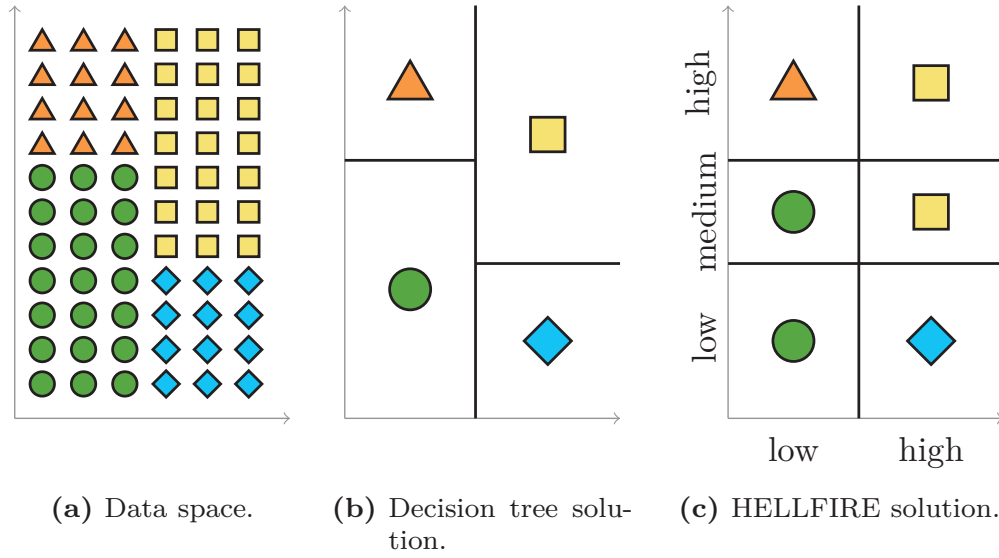 high
medium
low
low high
(a) Data space.
(b) Decision tree solu-
tion.
(c) HELLFIRE solution.